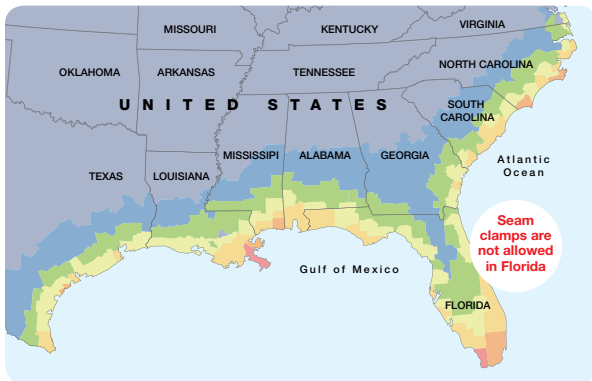 MISSOURI
KENTUCKY
VIRGINIA
OKLAHOMA
ARKANSAS
TENNESSEE
NORTH CAROLINA
UNITED STATES
SOUTH
CAROLINA
MISSISSIPI
ALABAMA
GEORGIA
TEXAS
LOUISIANA
Atlantic
Ocean
Seam
clamps are
not allowed
in Florida
Gulf of Mexico
FLORIDA